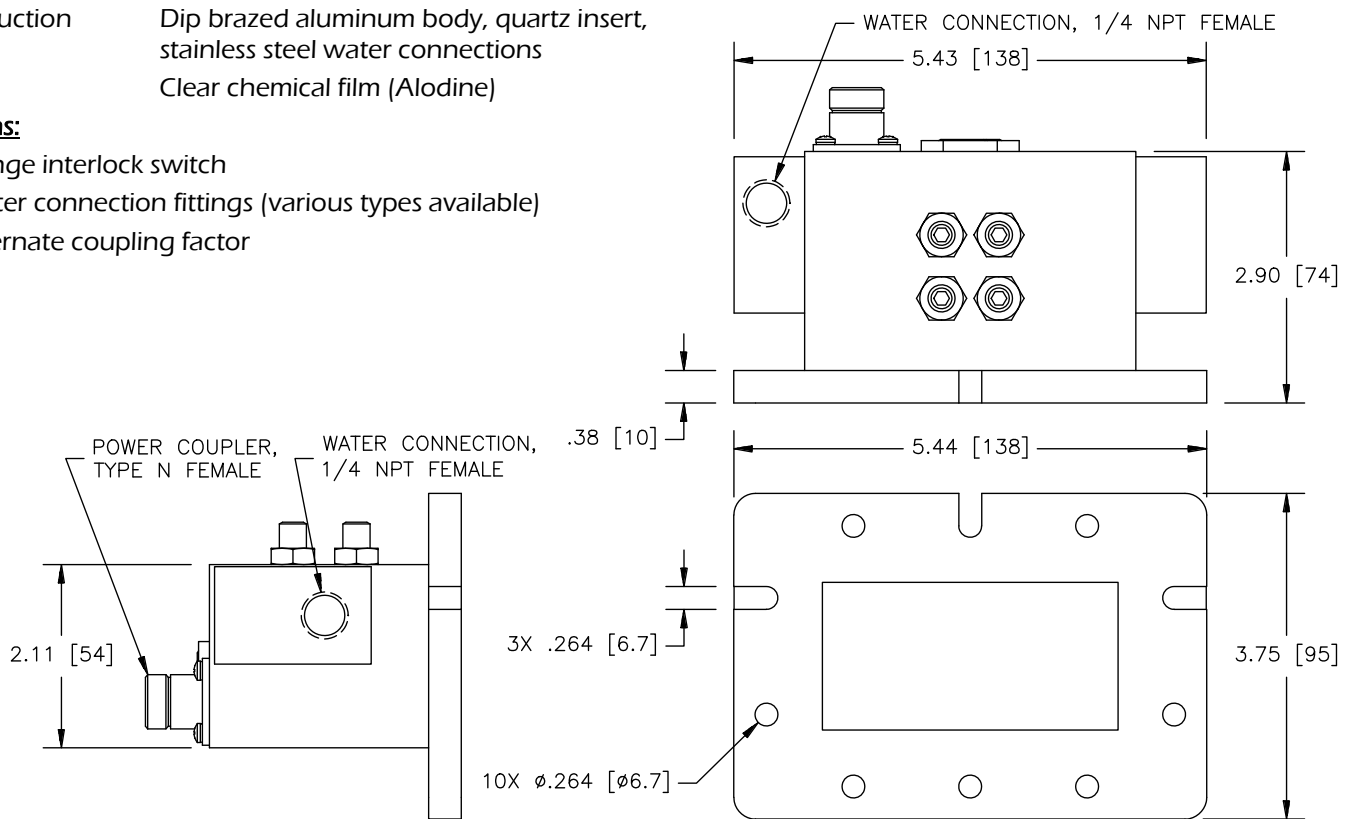 uction Dip brazed aluminum body, quartz insert,
stainless steel water connections
Clear chemical film (Alodine)
ns:
nge interlock switch
ter connection fittings (various types available)
ernate coupling factor
WATER CONNECTION, 1/4 NPT FEMALE
5.43 [138]
2.90 [74]
.38 [10]
POWER COUPLER,
TYPE N FEMALE
WATER CONNECTION,
1/4 NPT FEMALE
5.44 [138]
2.11 [54]
3X .264 [6.7]
3.75 [95]
10X ø.264 [ø6.7]